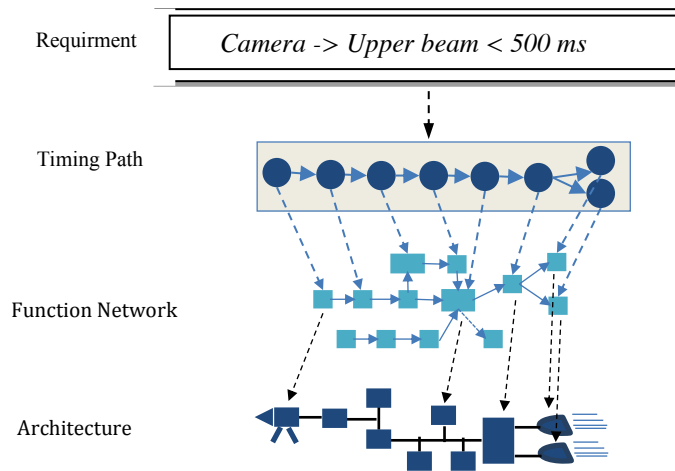 Requirment
Camera -> Upper beam < 500 ms
Timing Path
Function Network
Architecture